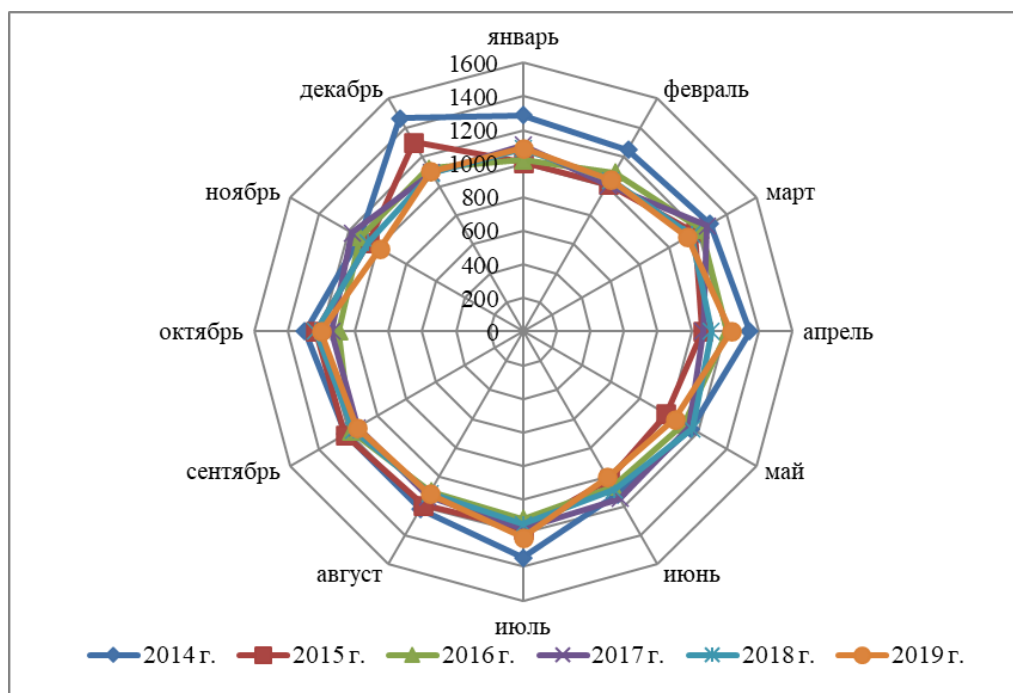 январь
февраль
март
апрель
май
июнь
июль
август
сентябрь
октябрь
ноябрь
декабрь
1600
1400
1200
1000
800
600
400
200
0
2014 г. 2015 г. 2016 г. 2017 г. 2018 г. 2019 г.